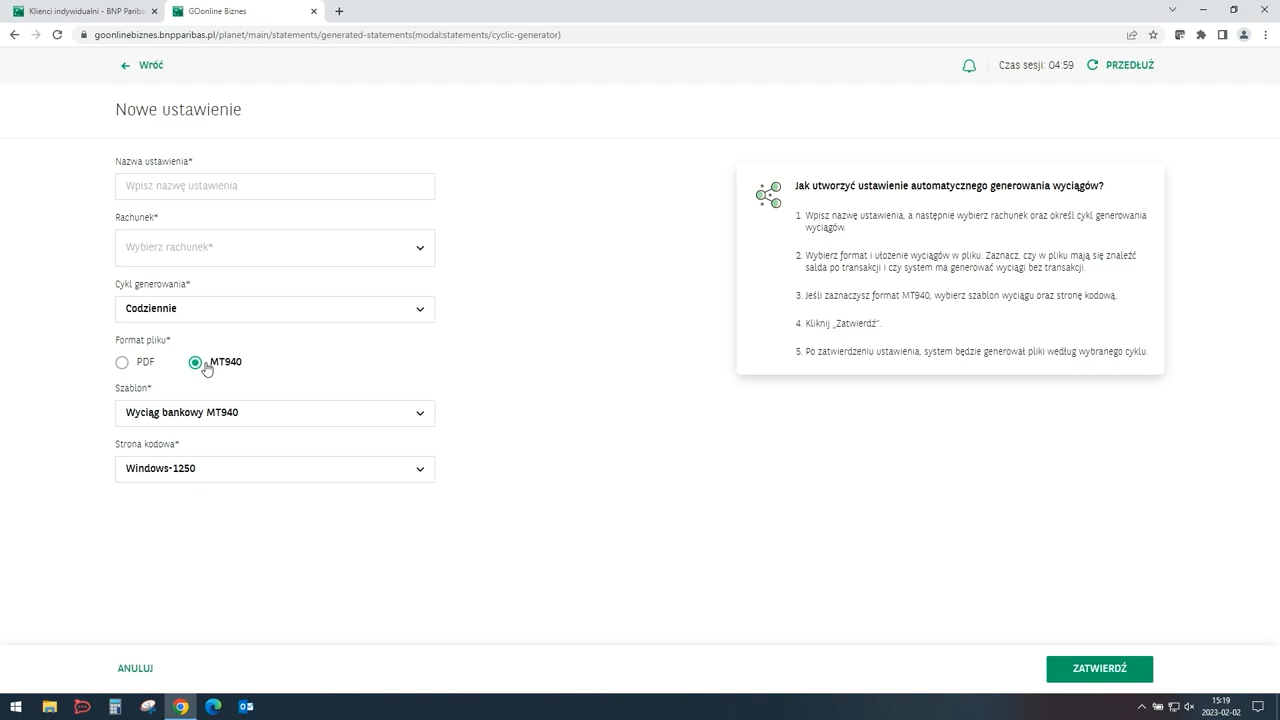 Klienci indywidualni - BNP Pariba
GOonline Biznes
goonlinebiznes.bnpparibas.pl/planet/main/statements/generated-statements(modal:statements/cyclic-generator)
Wróć
Czas sesji: 04:59
PRZEDŁUŻ
Nowe ustawienie
Nazwa ustawienia*
Wpisz nazwę ustawienia
Rachunek*
Wybierz rachunek*
Cykl generowania*
Codziennie
Format pliku*
PDF
MT940
Szablon*
Wyciąg bankowy MT940
Strona kodowa*
Windows-1250
Jak utworzyć ustawienie automatycznego generowania wyciągów?
1. Wpisz nazwę ustawienia, a następnie wybierz rachunek oraz określ cykl generowania
wyciągów.
2. Wybierz format i ułożenie wyciągów w pliku. Zaznacz, czy w pliku mają się znaleźć
salda po transakcji i czy system ma generować wyciągi bez transakcji.
3. Jeśli zaznaczysz format MT940, wybierz szablon wyciągu oraz stronę kodową.
4. Kliknij „Zatwierdź”.
5. Po zatwierdzeniu ustawienia, system będzie generował pliki według wybranego cyklu.
ANULUJ
ZATWIERDŹ
15:19
2023-02-02